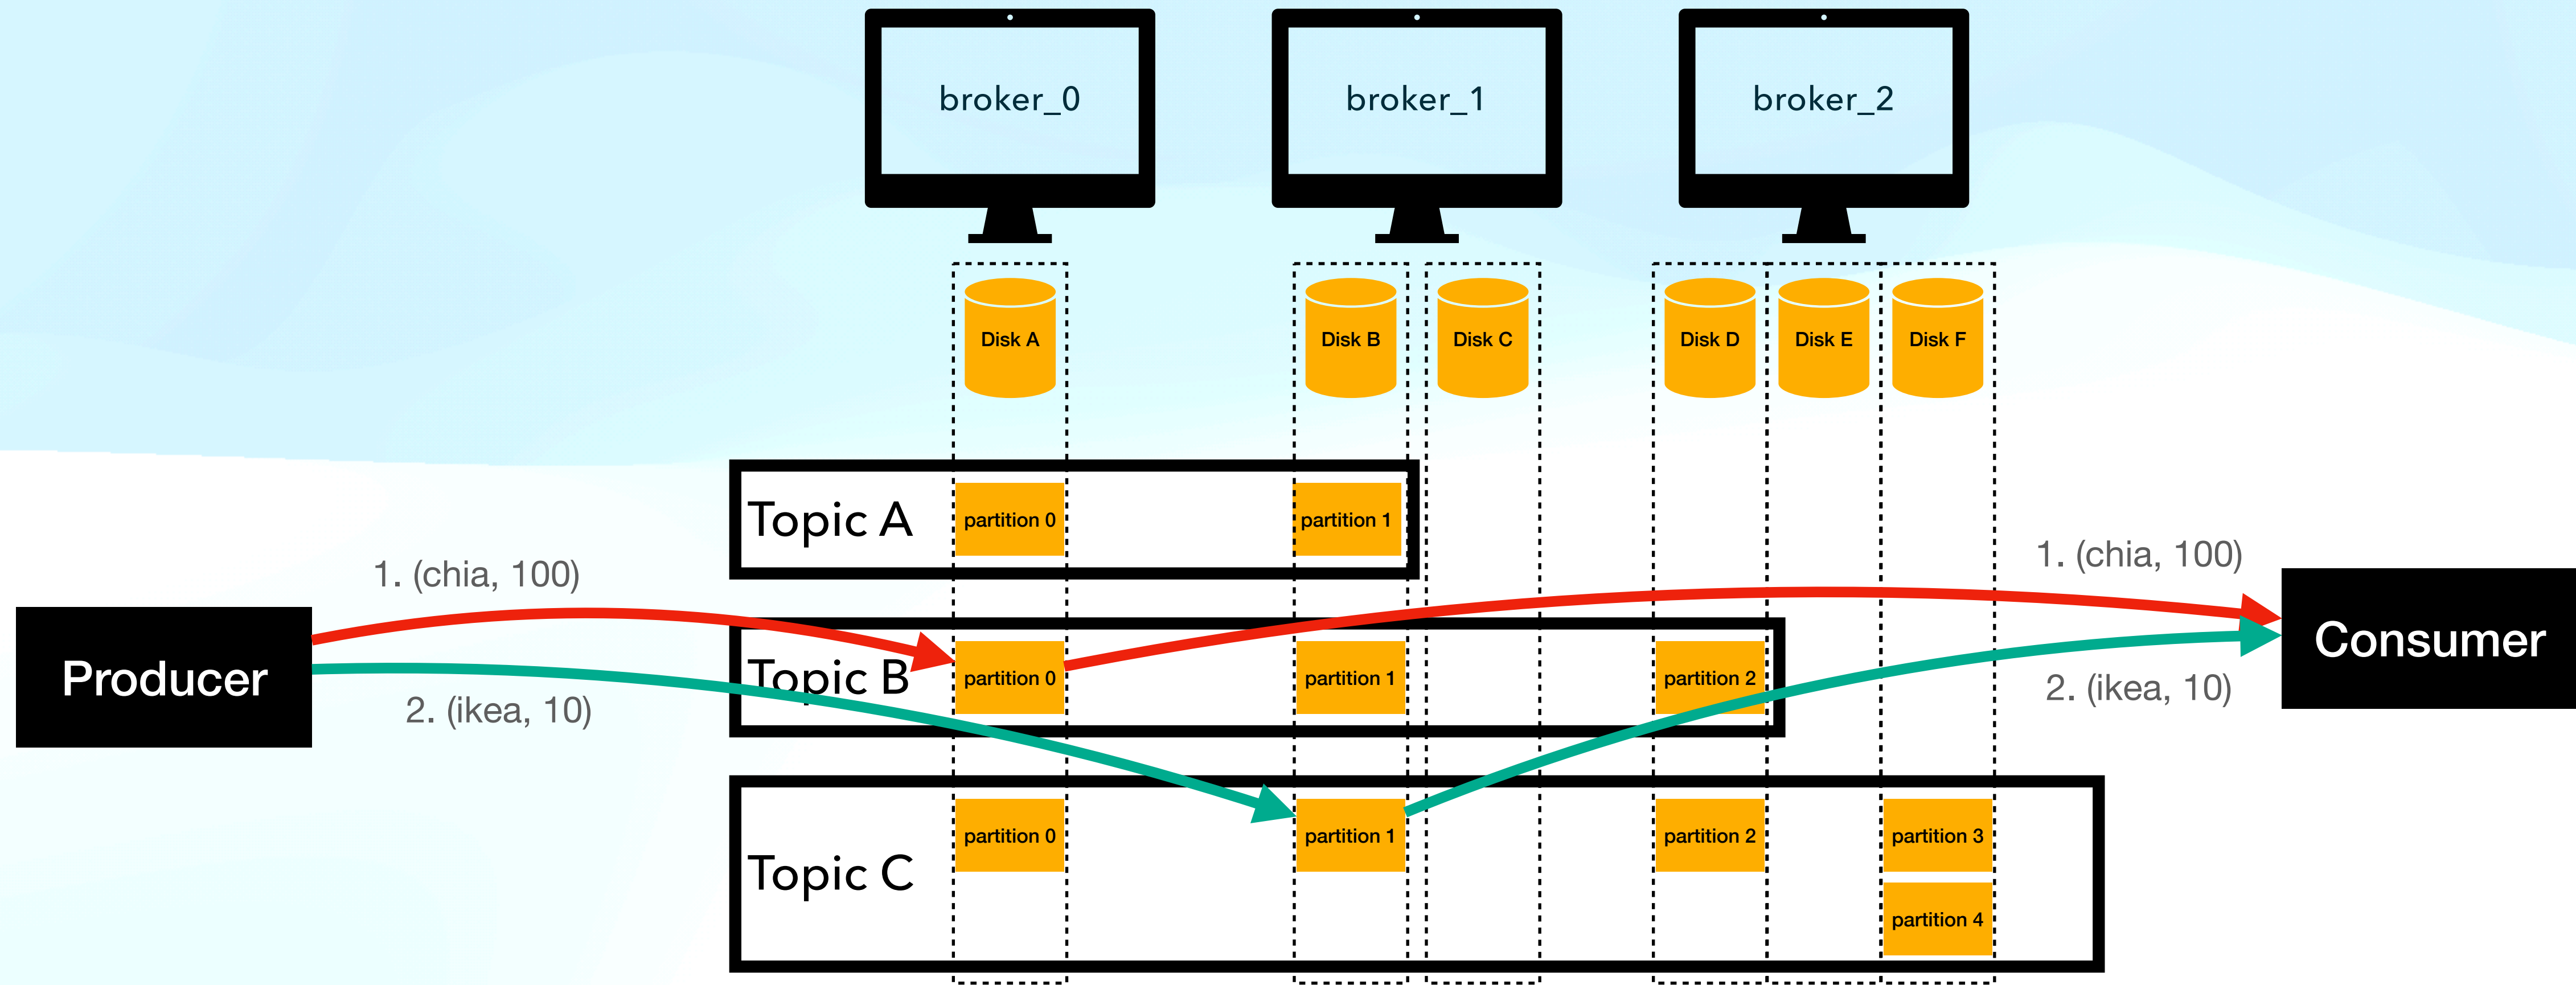 broker_0
broker_1
broker_2
Disk A
Disk B
Disk C
Disk D
Disk E
Disk F
Topic A
partition 0
partition 1
1. (chia, 100)
1. (chia, 100)
Producer
Consumer
Topic B
partition 0
partition 1
partition 2
2. (ikea, 10)
2. (ikea, 10)
Topic C
partition 0
partition 1
partition 2
partition 3
partition 4